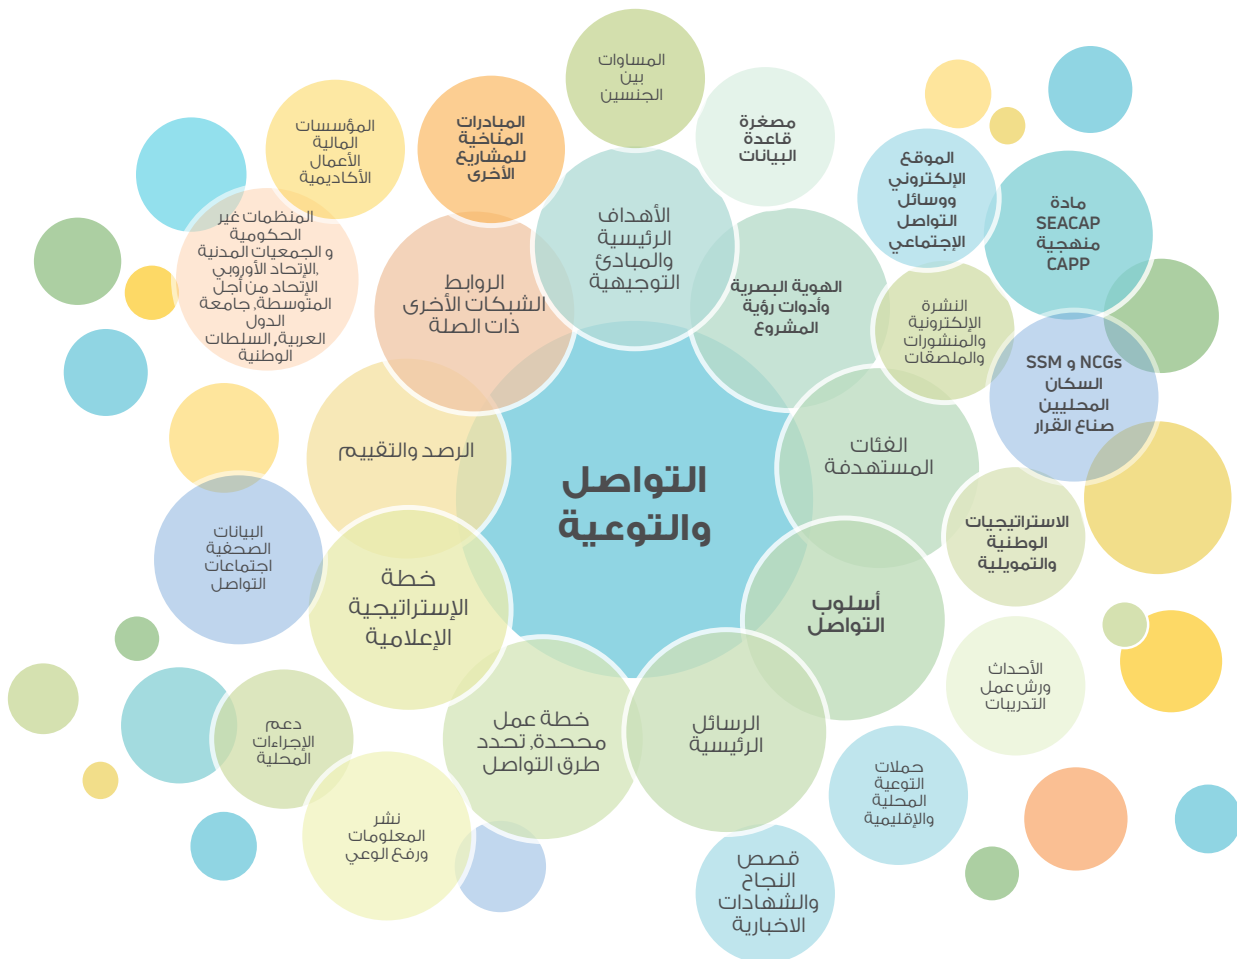 المساوات
بين
الجنسين
مصغرة
قاعدة
البيانات
المبادرات
المناخية
للمشاريع
الأخرى
المؤسسات
المالية
الأعمال
الأكاديمية
الموقع
الإلكتروني
ووسائل
التواصل
الإجتماعي
مادة
SEACAP
منهجية
CAPP
المنظمات غير
الحكومية
و الجمعيات المدنية
,الإتحاد الأوروبي
الإتحاد من أجل
المتوسطة, جامعة
الدول
العربية, السلطات
الوطنية
الأهداف
الرئيسية
والمبادئ
التوجيهية
الروابط
الشبكات الأخرى
ذات الصلة
الهوية البصرية
وأدوات رؤية
المشروع
النشرة
الإلكترونية
والمنشورات
والملصقات
NCGs و SSM
السكان
المحليين
صناع القرار
الفئات
المستهدفة
الرصد والتقييم
التواصل
والتوعية
الاستراتيجيات
الوطنية
والتمويلية
البيانات
الصحفية
اجتماعات
التواصل
خطة
الإستراتيجية
الإعلامية
أسلوب
التواصل
الأحداث
ورش عمل
التدريبات
خطة عمل
محددة, تحدد
طرق التواصل
الرسائل
الرئيسية
دعم
الإجراءات
المحلية
حملات
التوعية
المحلية
والإقليمية
نشر
المعلومات
ورفع الوعي
قصص
النجاح
والشهادات
الاخبارية